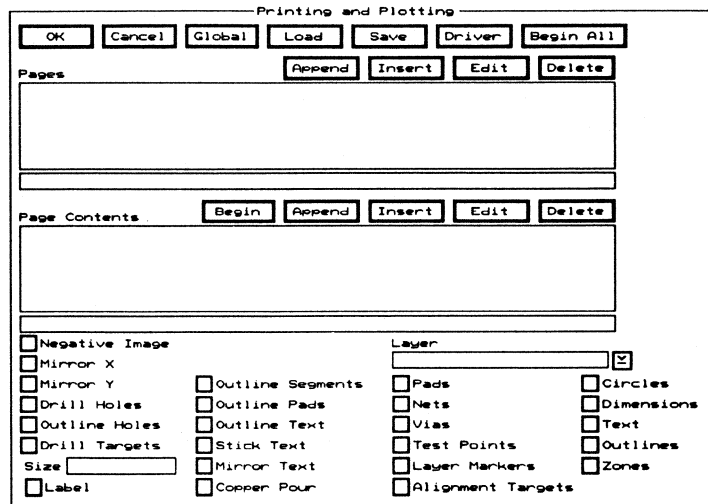 Printing and Plotting
OK Cancel Global Load Save Driver Begin All
Pages Append Insert Edit Delete
Page Contents Begin Append Insert Edit Delete
Negative Image Layer
Mirror X
Mirror Y Outline Segments Pads Circles
Drill Holes Outline Pads Nets Dimensions
Outline Holes Outline Text Vias Text
Drill Targets Stick Text Test Points Outlines
Size Mirror Text Layer Markers Zones
Label Copper Pour Alignment Targets